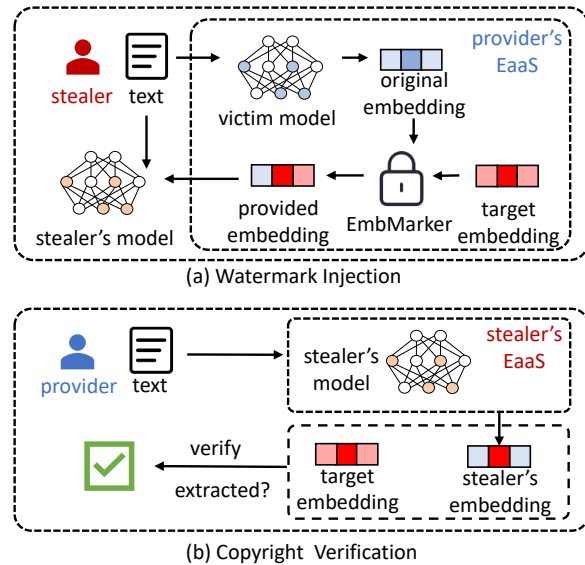 provider's
EaaS
stealer
text
victim model
original
embedding
stealer's model
provided
embedding
EmbMarker
target
embedding
(a) Watermark Injection
provider
text
stealer's
model
stealer's
EaaS
verify
extracted?
target
embedding
stealer's
embedding
(b) Copyright Verification